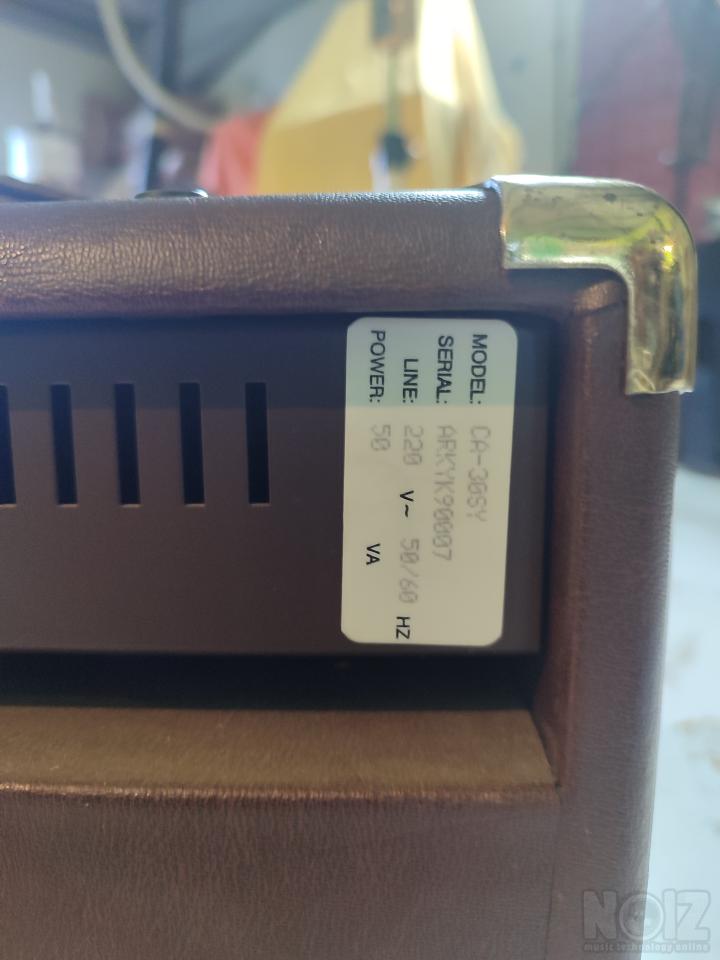 MODEL: CA-30SY
SERIAL: ARKYK90007
LINE: 220 V~ 50/60 HZ
POWER: 50 VA
NOIZ
music technology online